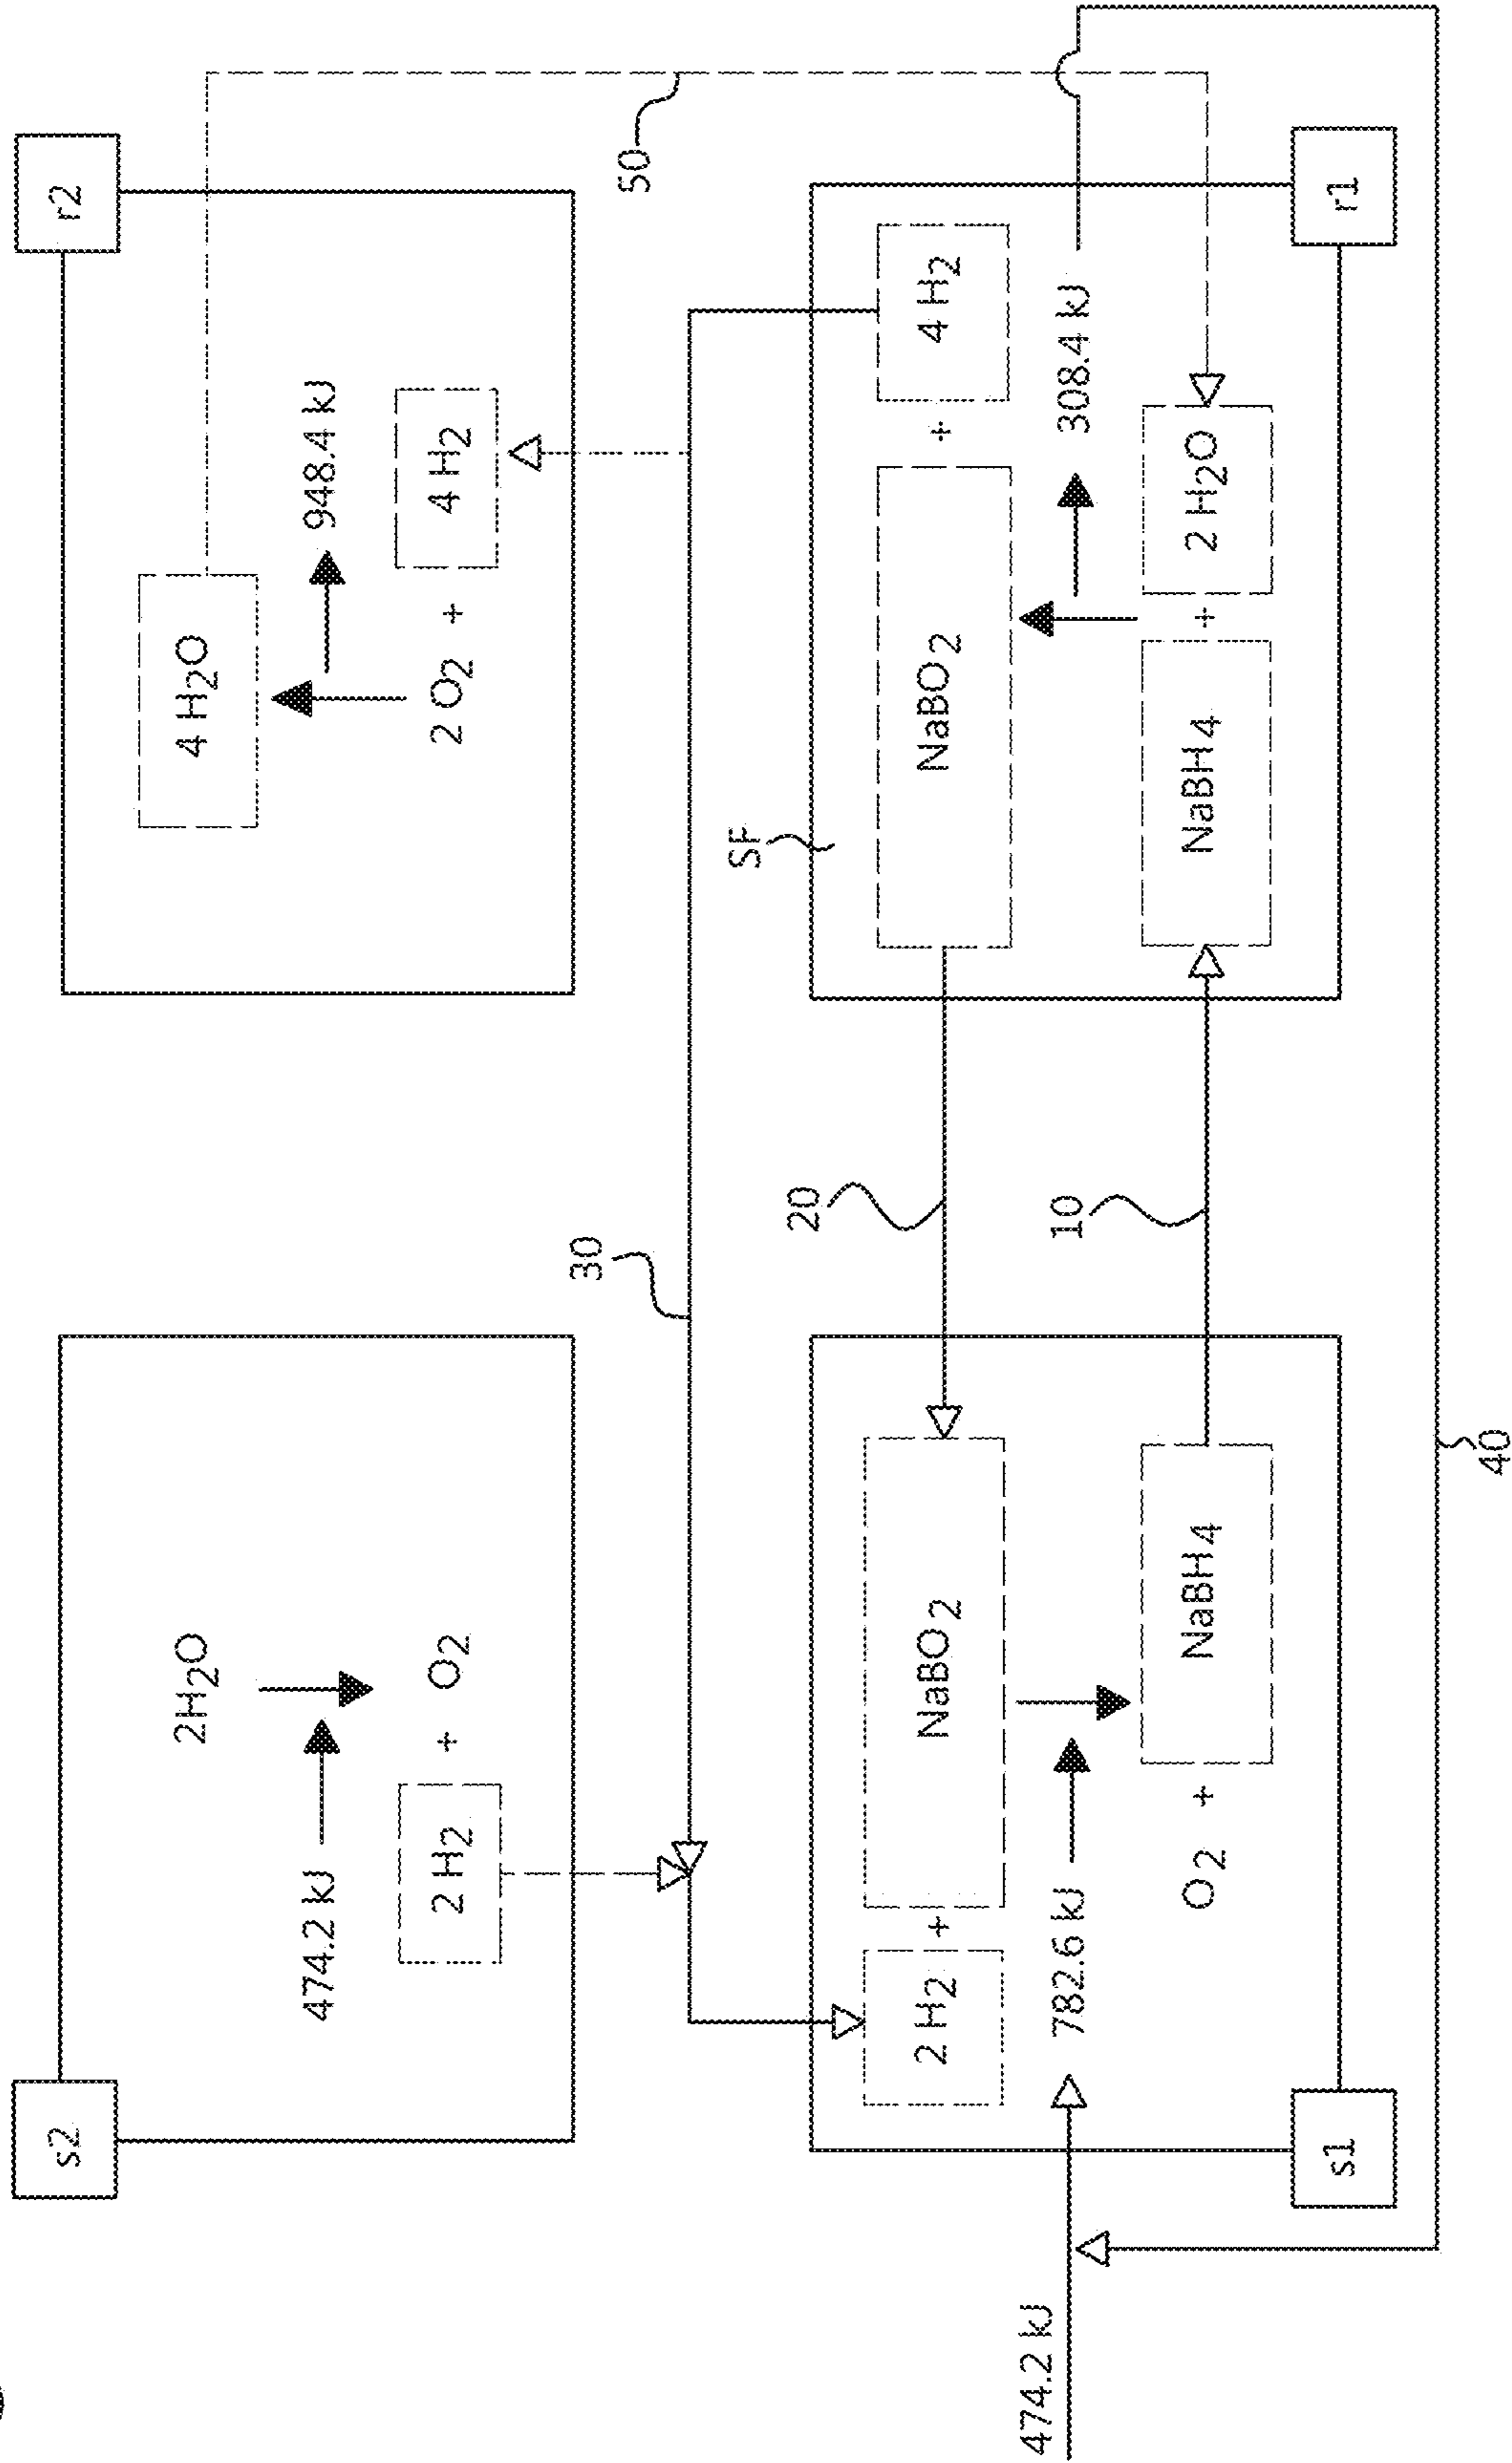 s2
2H2O
474.2 kJ
2 H2 + O2
r2
4 H2O
948.4 kJ
2 O2 + 4 H2
30
50
20
SF
2 H2 + NaBO2
474.2 kJ
782.6 kJ
O2 + NaBH4
s1
10
NaBO2 + 4 H2
308.4 kJ
NaBH4 + 2 H2O
r1
40